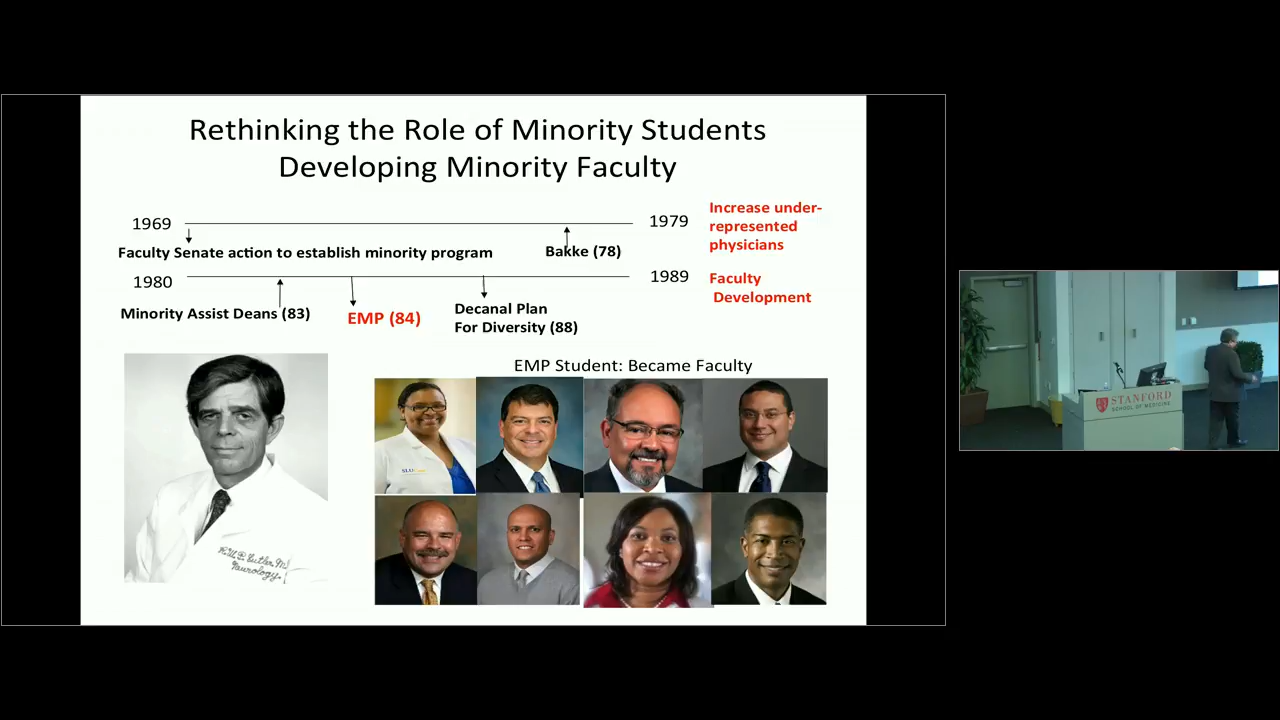 Rethinking the Role of Minority Students
Developing Minority Faculty
1969
1979
Increase under-
represented
physicians
Faculty Senate action to establish minority program
Bakke (78)
1980
1989
Faculty
Development
Minority Assist Deans (83)
EMP (84)
Decanal Plan
For Diversity (88)
EMP Student: Became Faculty
SLU
Neurology.
STANFORD
SCHOOL OF MEDICINE